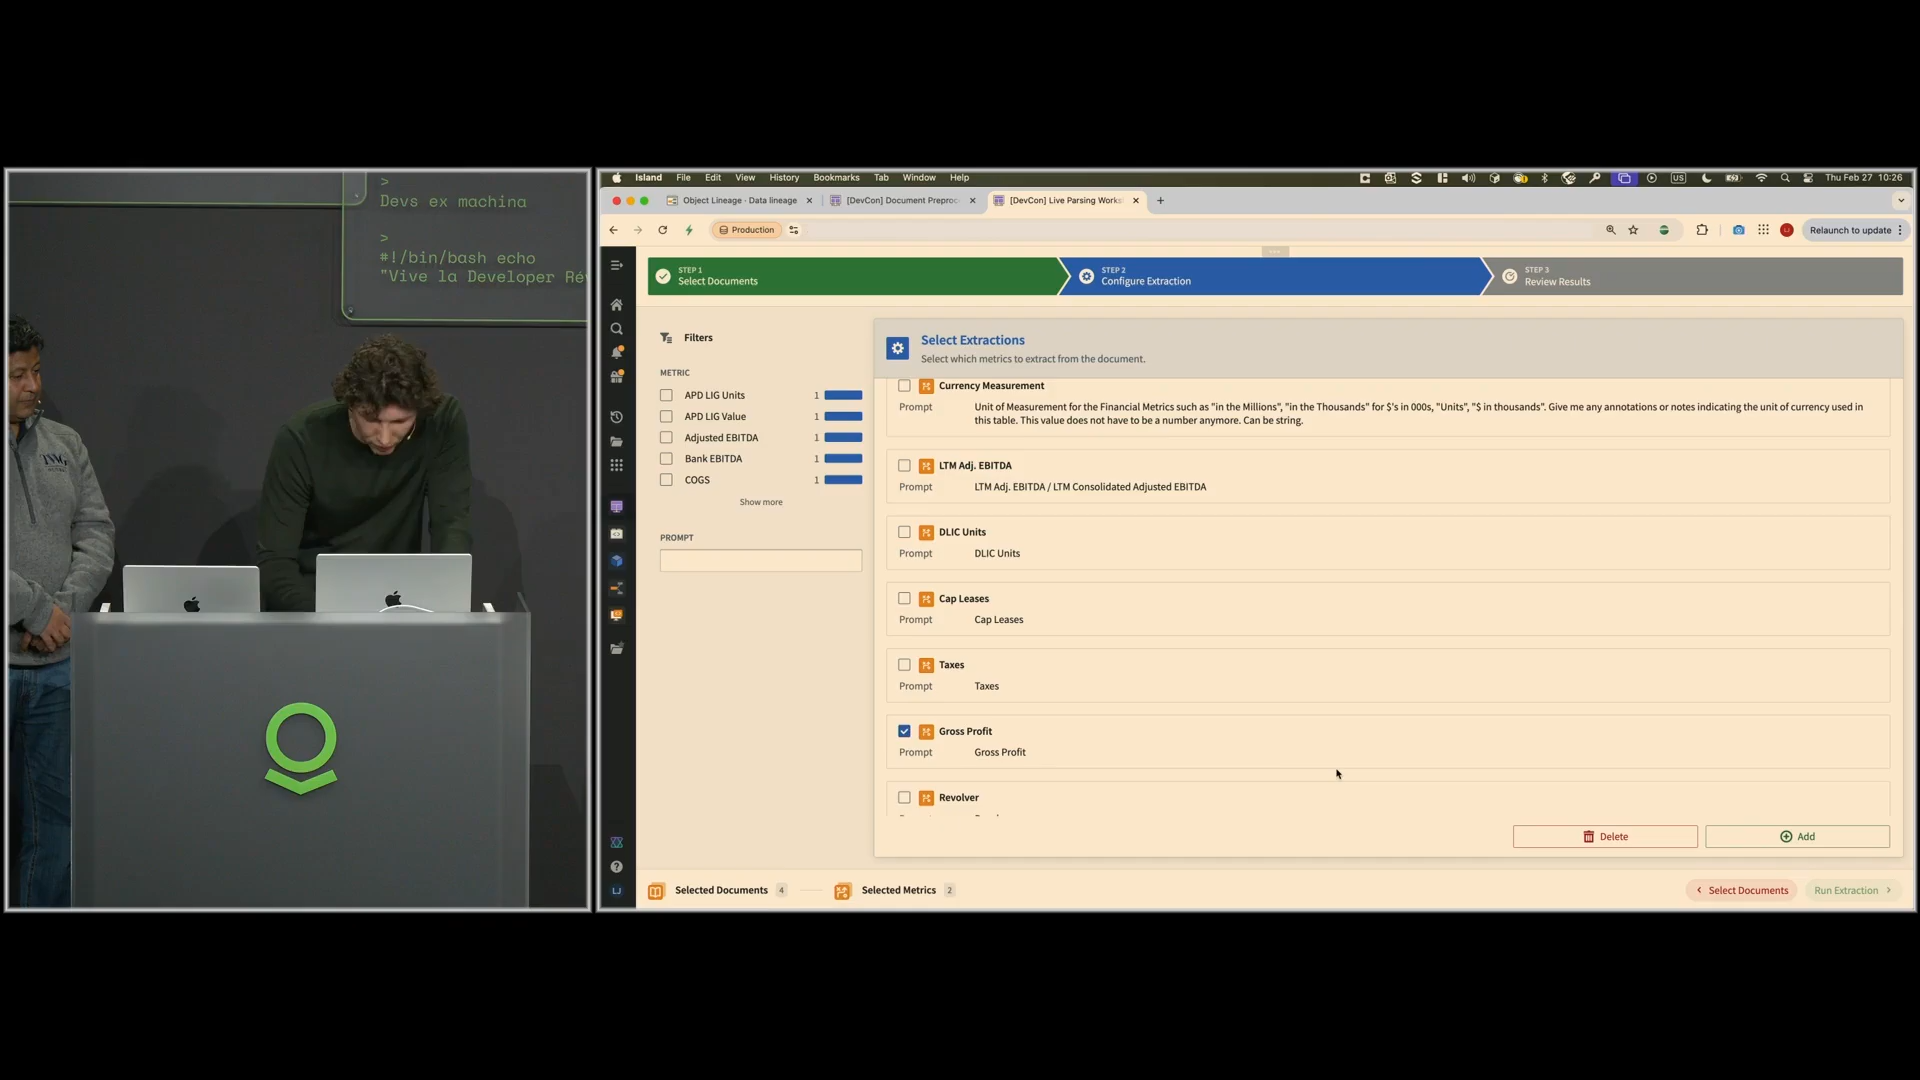 >
Devs ex machina
>
#!/bin/bash echo
"Vive la Developer Rév
TWG
Island File Edit View History Bookmarks Tab Window Help
US
Thu Feb 27 10:26
Object Lineage · Data lineage
[DevCon] Document Preproc
[DevCon] Live Parsing Works
Production
Relaunch to update
STEP 1
Select Documents
STEP 2
Configure Extraction
STEP 3
Review Results
Filters
METRIC
APD LIG Units 1
APD LIG Value 1
Adjusted EBITDA 1
Bank EBITDA 1
COGS 1
Show more
PROMPT
Select Extractions
Select which metrics to extract from the document.
Currency Measurement
Prompt Unit of Measurement for the Financial Metrics such as "in the Millions", "in the Thousands" for $'s in 000s, "Units", "$ in thousands". Give me any annotations or notes indicating the unit of currency used in
this table. This value does not have to be a number anymore. Can be string.
LTM Adj. EBITDA
Prompt LTM Adj. EBITDA / LTM Consolidated Adjusted EBITDA
DLIC Units
Prompt DLIC Units
Cap Leases
Prompt Cap Leases
Taxes
Prompt Taxes
Gross Profit
Prompt Gross Profit
Revolver
Delete
Add
LJ
Selected Documents 4
Selected Metrics 2
Select Documents
Run Extraction